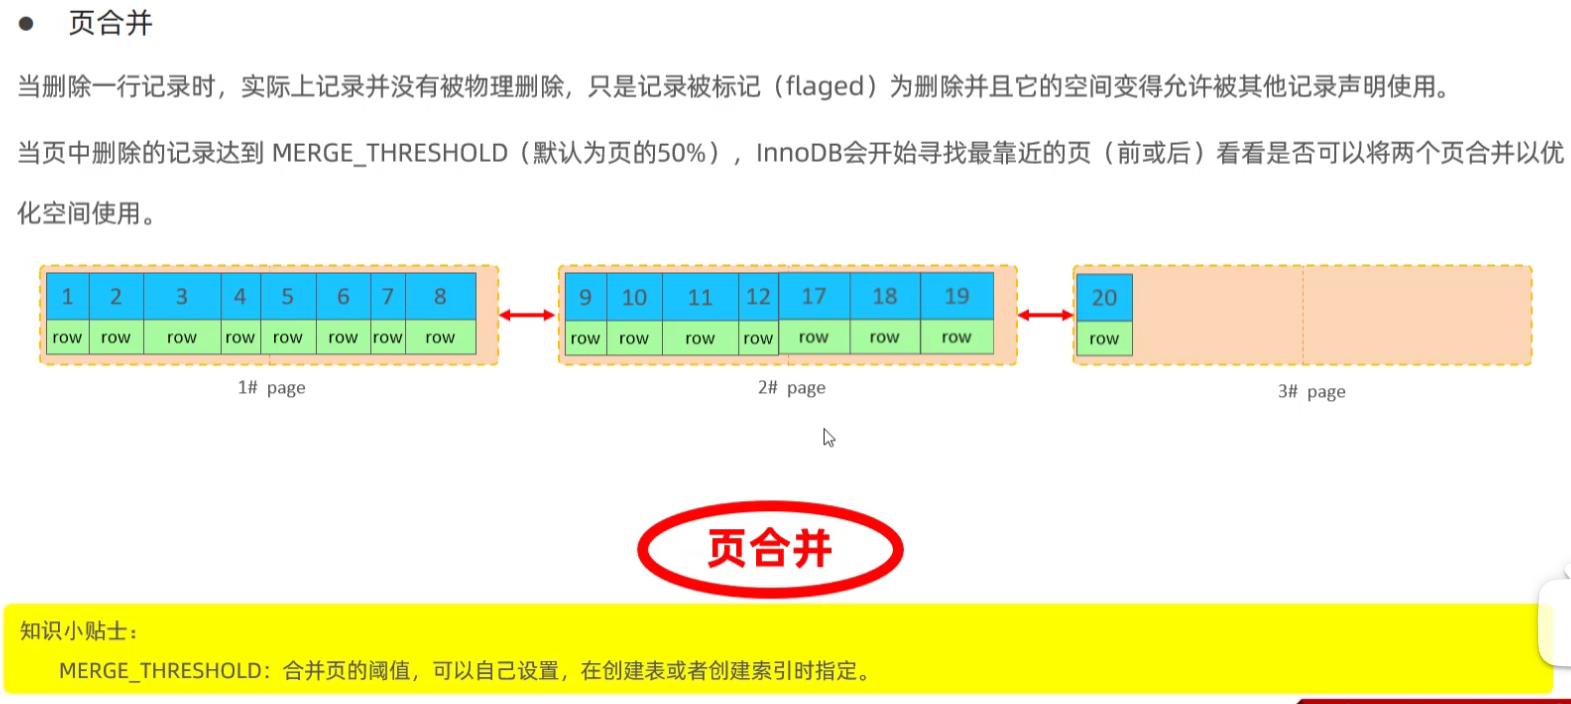 ● 页合并
当删除一行记录时，实际上记录并没有被物理删除，只是记录被标记（flaged）为删除并且它的空间变得允许被其他记录声明使用。
当页中删除的记录达到 MERGE_THRESHOLD（默认为页的50%），InnoDB会开始寻找最靠近的页（前或后）看看是否可以将两个页合并以优
化空间使用。
1 2 3 4 5 6 7 8 9 10 11 12 17 18 19 20
row row row row row row row row row row row row row row row row
1# page 2# page 3# page
页合并
知识小贴士：
MERGE_THRESHOLD：合并页的阈值，可以自己设置，在创建表或者创建索引时指定。